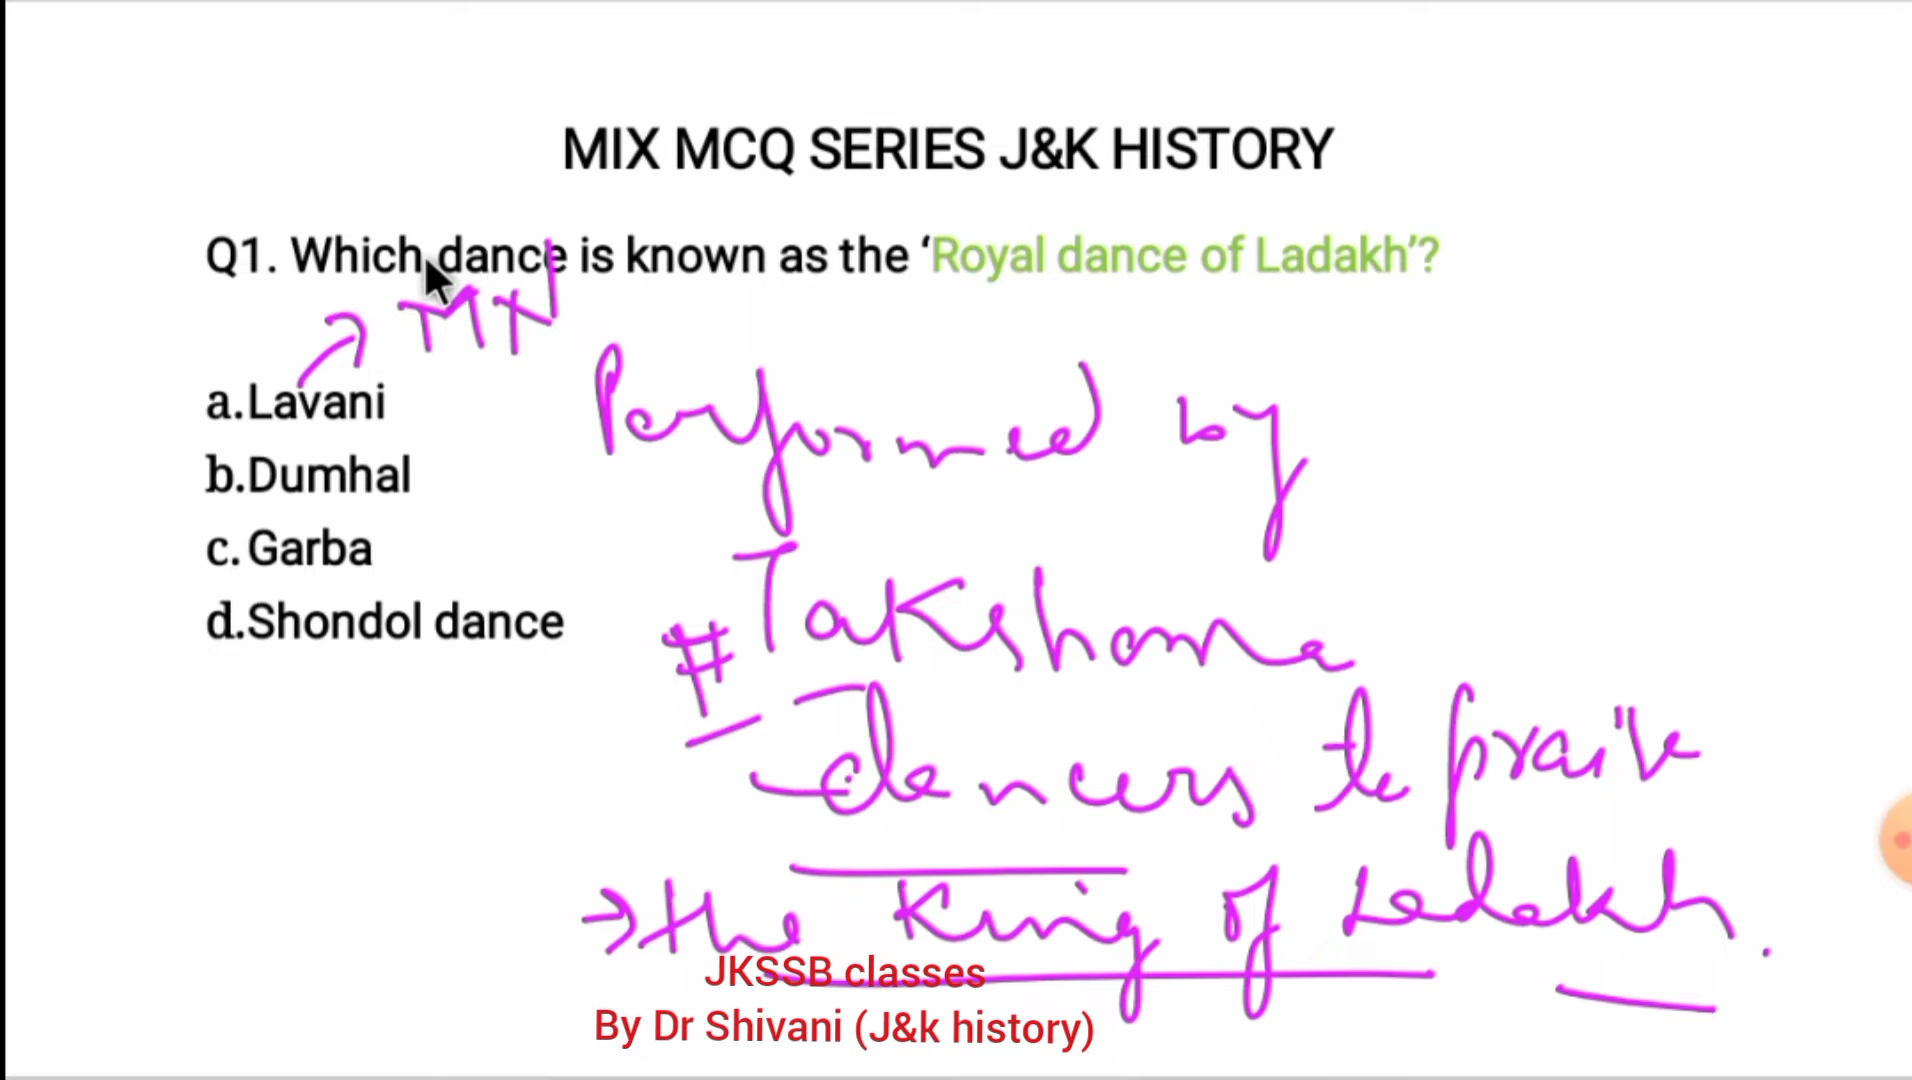 MIX MCQ SERIES J&K HISTORY
Q1. Which dance is known as the ‘Royal dance of Ladakh’?
a.Lavani
b.Dumhal
c.Garba
d.Shondol dance
Performed by
# Takshoma
dancers to praise
→ the King of Ladakh.
JKSSB classes
By Dr Shivani (J&k history)